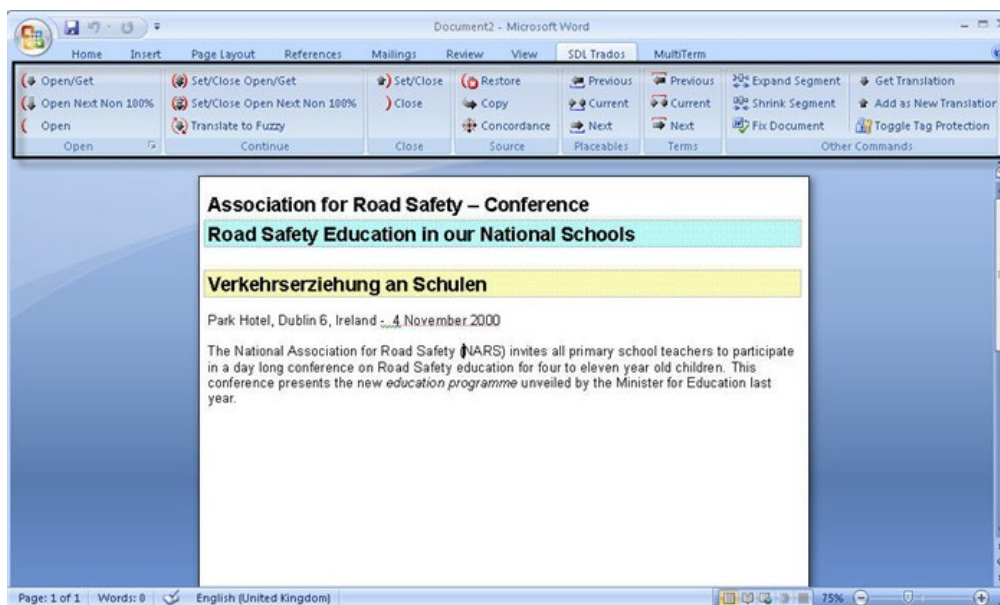 Document2 - Microsoft Word
Home Insert Page Layout References Mailings Review View SDL Trados MultiTerm
Open/Get Set/Close Open/Get Set/Close Restore Previous Previous Expand Segment Get Translation
Open Next Non 100% Set/Close Open Next Non 100% Close Copy Current Current Shrink Segment Add as New Translation
Open Translate to Fuzzy Concordance Next Next Fix Document Toggle Tag Protection
Open Continue Close Source Placeables Terms Other Commands
Association for Road Safety – Conference
Road Safety Education in our National Schools
Verkehrserziehung an Schulen
Park Hotel, Dublin 6, Ireland - 4 November 2000
The National Association for Road Safety (NARS) invites all primary school teachers to participate
in a day long conference on Road Safety education for four to eleven year old children. This
conference presents the new education programme unveiled by the Minister for Education last
year.
Page: 1 of 1 Words: 0 English (United Kingdom) 75%